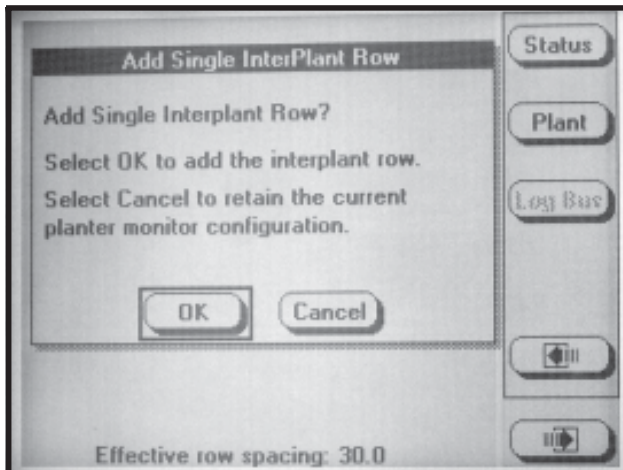 Add Single InterPlant Row
Add Single Interplant Row?
Select OK to add the interplant row.
Select Cancel to retain the current
planter monitor configuration.
OK
Cancel
Effective row spacing: 30.0
Status
Plant
Log Bus